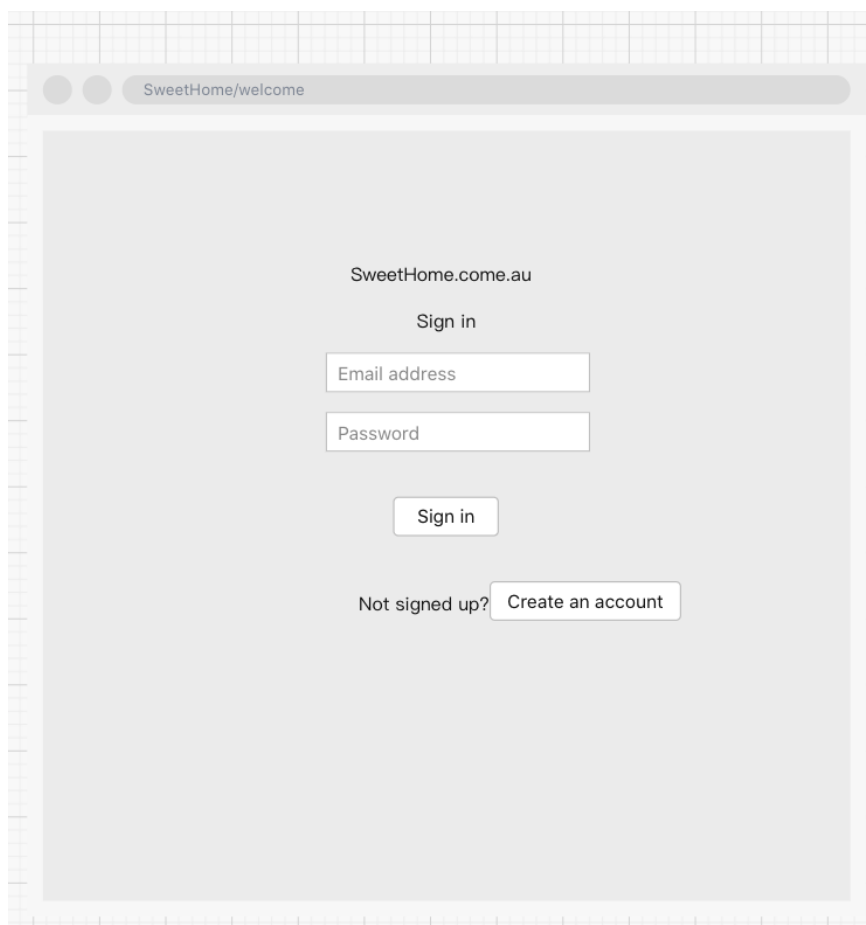 SweetHome/welcome
SweetHome.come.au
Sign in
Email address
Password
Sign in
Not signed up? Create an account